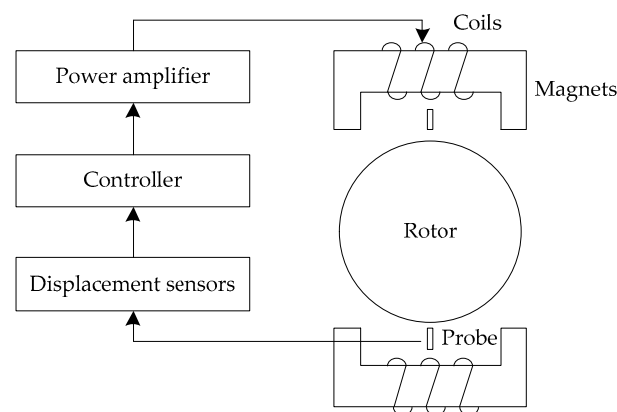 Coils
Power amplifier
Magnets
Controller
Rotor
Displacement sensors
Probe